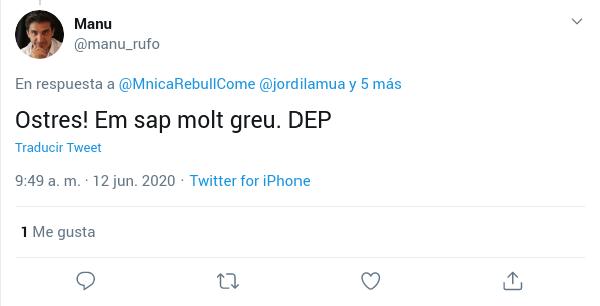 Manu
@manu_rufo
En respuesta a @MnicaRebullCome @jordilamua y 5 más
Ostres! Em sap molt greu. DEP
Traducir Tweet
9:49 a. m. · 12 jun. 2020 · Twitter for iPhone
1 Me gusta